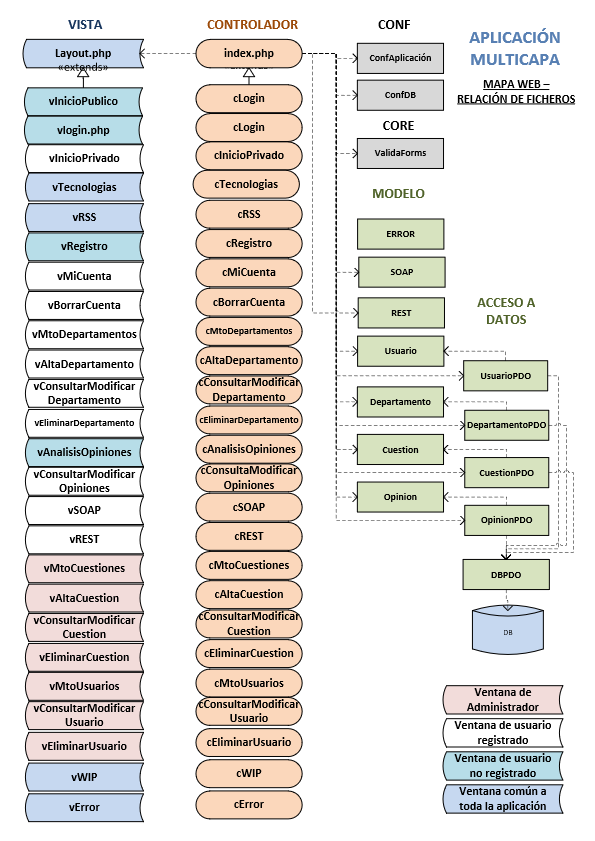 VISTA
Layout.php
«extends»
vInicioPublico
vlogin.php
vInicioPrivado
vTecnologias
vRSS
vRegistro
vMiCuenta
vBorrarCuenta
vMtoDepartamentos
vAltaDepartamento
vConsultarModificar
Departamento
vEliminarDepartamento
vAnalisisOpiniones
vConsultarModificar
Opiniones
vSOAP
vREST
vMtoCuestiones
vAltaCuestion
vConsultarModificar
Cuestion
vEliminarCuestion
vMtoUsuarios
vConsultarModificar
Usuario
vEliminarUsuario
vWIP
vError
CONTROLADOR
index.php
cLogin
cLogin
cInicioPrivado
cTecnologias
cRSS
cRegistro
cMiCuenta
cBorrarCuenta
cMtoDepartamentos
cAltaDepartamento
cConsultarModificar
Departamento
cEliminarDepartamento
cAnalisisOpiniones
cConsultaModificar
Opiniones
cSOAP
cREST
cMtoCuestiones
cAltaCuestion
cConsultarModificar
Cuestion
cEliminarCuestion
cMtoUsuarios
cConsultarModificar
Usuario
cEliminarUsuario
cWIP
cError
CONF
ConfAplicación
ConfDB
CORE
ValidaForms
MODELO
ERROR
SOAP
REST
Usuario
Departamento
Cuestion
Opinion
APLICACIÓN
MULTICAPA
MAPA WEB –
RELACIÓN DE FICHEROS
ACCESO A
DATOS
UsuarioPDO
DepartamentoPDO
CuestionPDO
OpinionPDO
DBPDO
DB
Ventana de
Administrador
Ventana de usuario
registrado
Ventana de usuario
no registrado
Ventana común a
toda la aplicación